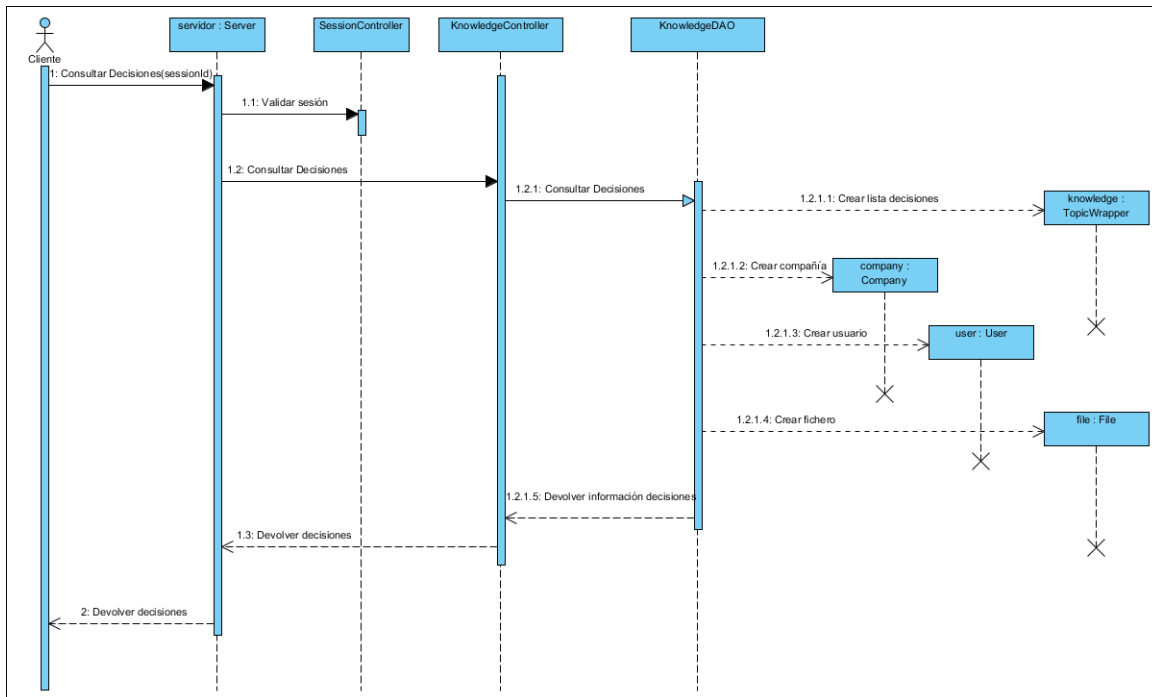 servidor : Server
SessionController
KnowledgeController
KnowledgeDAO
Cliente
1: Consultar Decisiones(sessionId)
1.1: Validar sesión
1.2: Consultar Decisiones
1.2.1: Consultar Decisiones
1.2.1.1: Crear lista decisiones
knowledge :
TopicWrapper
1.2.1.2: Crear compañía
company :
Company
1.2.1.3: Crear usuario
user : User
1.2.1.4: Crear fichero
file : File
1.2.1.5: Devolver información decisiones
1.3: Devolver decisiones
2: Devolver decisiones